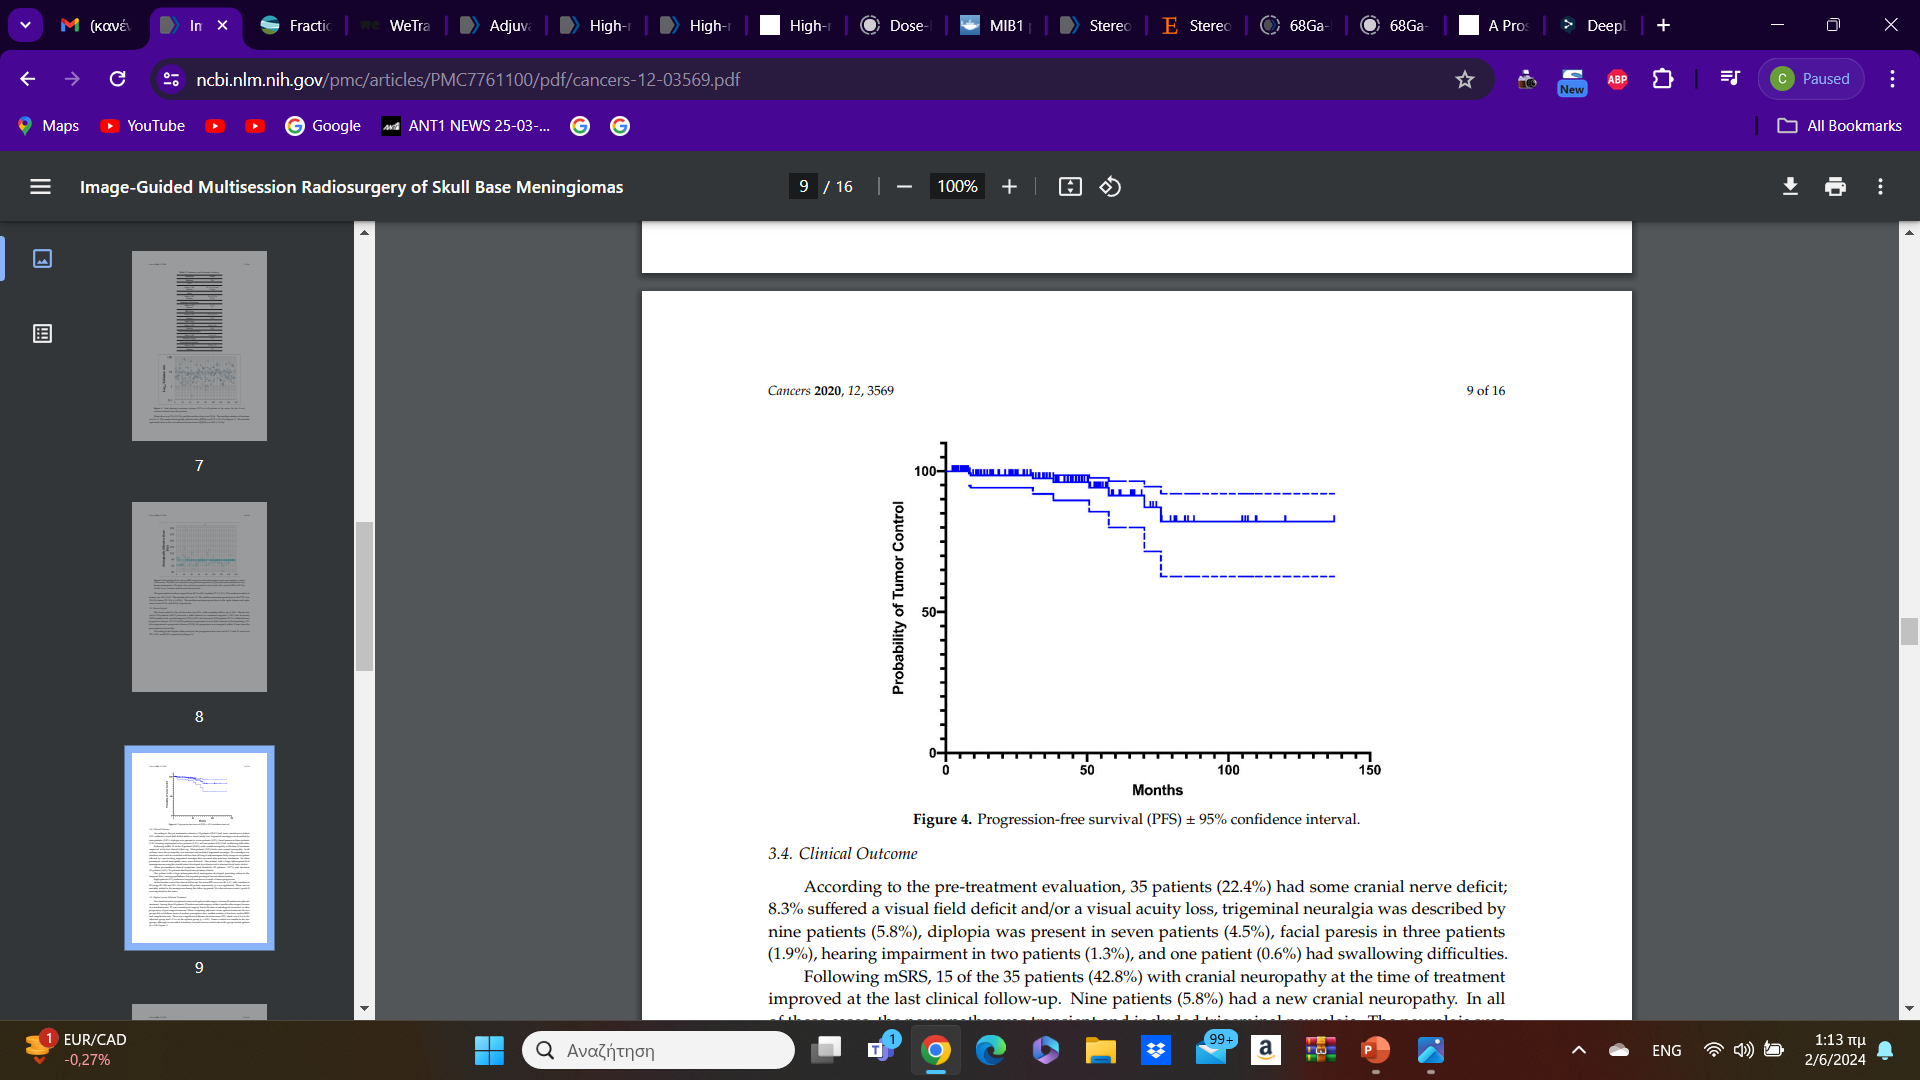 (κανέν
In
Fractic
WeTra
Adjuva
High-r
High-r
High-r
Dose-
MIB1
Stereo
Stereo
68Ga-
68Ga-
A Pros
DeepL
ncbi.nlm.nih.gov/pmc/articles/PMC7761100/pdf/cancers-12-03569.pdf
ABP
New
C Paused
Maps
YouTube
Google
ANT1 NEWS 25-03-...
All Bookmarks
Image-Guided Multisession Radiosurgery of Skull Base Meningiomas
9 / 16
100%
7
8
9
Cancers 2020, 12, 3569
9 of 16
Probability of Tumor Control
100
50
0
0 50 100 150
Months
Figure 4. Progression-free survival (PFS) ± 95% confidence interval.
3.4. Clinical Outcome
According to the pre-treatment evaluation, 35 patients (22.4%) had some cranial nerve deficit;
8.3% suffered a visual field deficit and/or a visual acuity loss, trigeminal neuralgia was described by
nine patients (5.8%), diplopia was present in seven patients (4.5%), facial paresis in three patients
(1.9%), hearing impairment in two patients (1.3%), and one patient (0.6%) had swallowing difficulties.
Following mSRS, 15 of the 35 patients (42.8%) with cranial neuropathy at the time of treatment
improved at the last clinical follow-up. Nine patients (5.8%) had a new cranial neuropathy. In all
1
EUR/CAD
-0,27%
Αναζήτηση
1
99+
ENG
1:13 πμ
2/6/2024